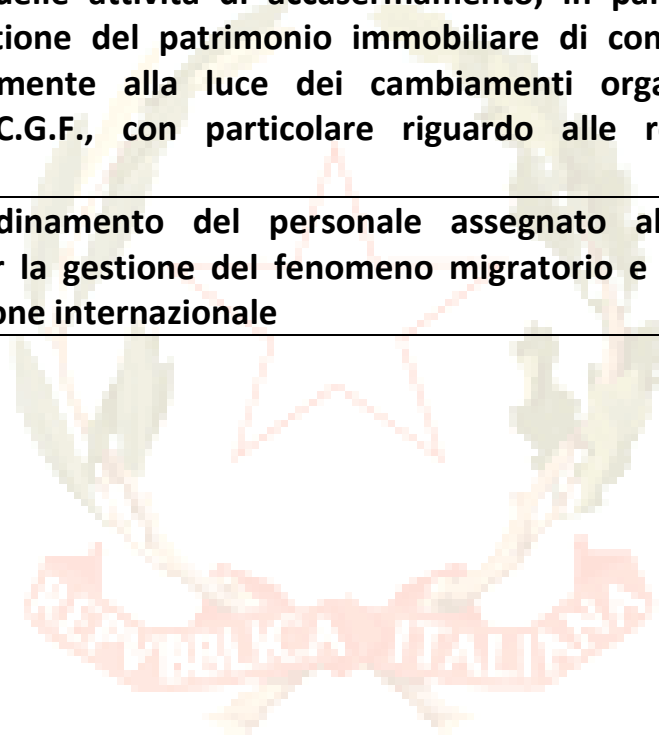 delle attività di accasermamento, in par
tione del patrimonio immobiliare di con
mente alla luce dei cambiamenti orga
C.G.F., con particolare riguardo alle r
dinamento del personale assegnato al
r la gestione del fenomeno migratorio e
one internazionale
REPVBBLICA ITALIANA